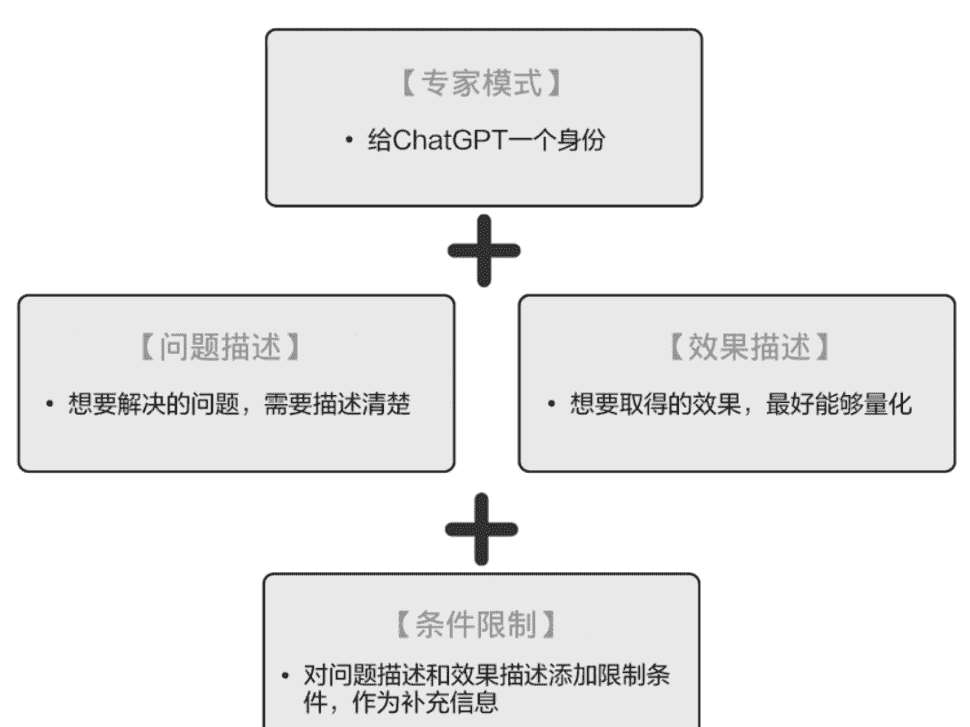 【专家模式】
• 给ChatGPT一个身份
【问题描述】
• 想要解决的问题，需要描述清楚
【效果描述】
• 想要取得的效果，最好能够量化
【条件限制】
• 对问题描述和效果描述添加限制条
件，作为补充信息